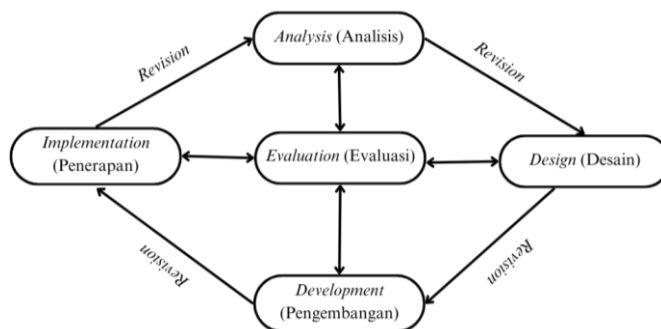 Analysis (Analisis)
Revision
Revision
Implementation
(Penerapan)
Evaluation (Evaluasi)
Design (Desain)
Revision
Revision
Development
(Pengembangan)